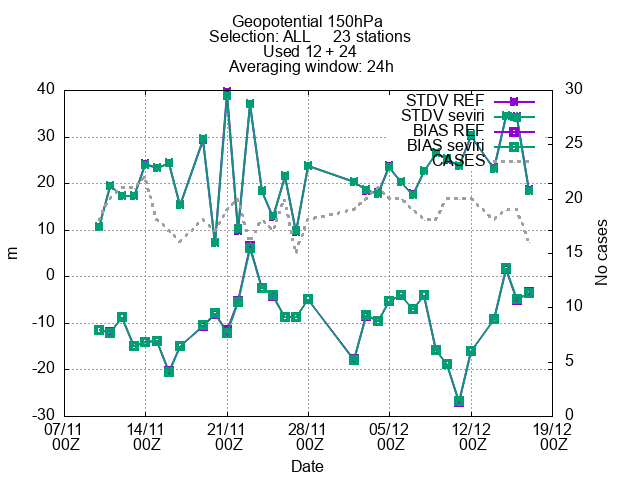 Geopotential 150hPa
Selection: ALL     23 stations
Used 12 + 24
Averaging window: 24h
40
30
20
10
0
-10
-20
-30
m
30
25
20
15
10
5
0
No cases
STDV REF
STDV seviri
BIAS REF
BIAS seviri
CASES
07/11 14/11 21/11 28/11 05/12 12/12 19/12
00Z 00Z 00Z 00Z 00Z 00Z 00Z
Date